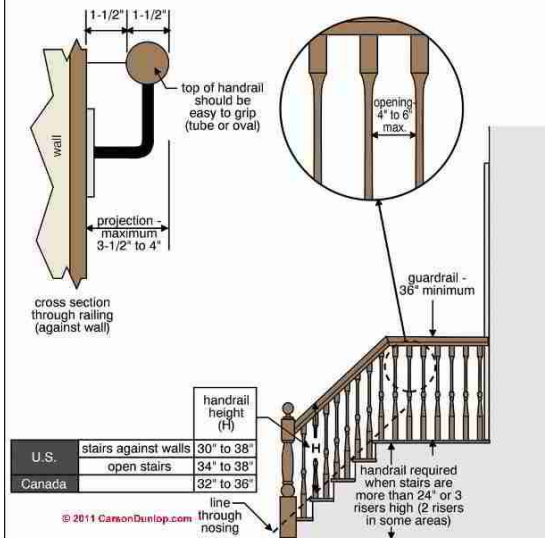 1-1/2" 1-1/2"
top of handrail
should be
easy to grip
(tube or oval)
wall
projection -
maximum
3-1/2" to 4"
cross section
through railing
(against wall)
opening-
4" to 6"
max.
guardrail -
36" minimum
handrail
height
(H)
U.S. stairs against walls 30" to 38"
open stairs 34" to 38"
Canada 32" to 36"
H
handrail required
when stairs are
more than 24" or 3
risers high (2 risers
in some areas)
line
through
nosing
© 2011 CarsonDunlop.com